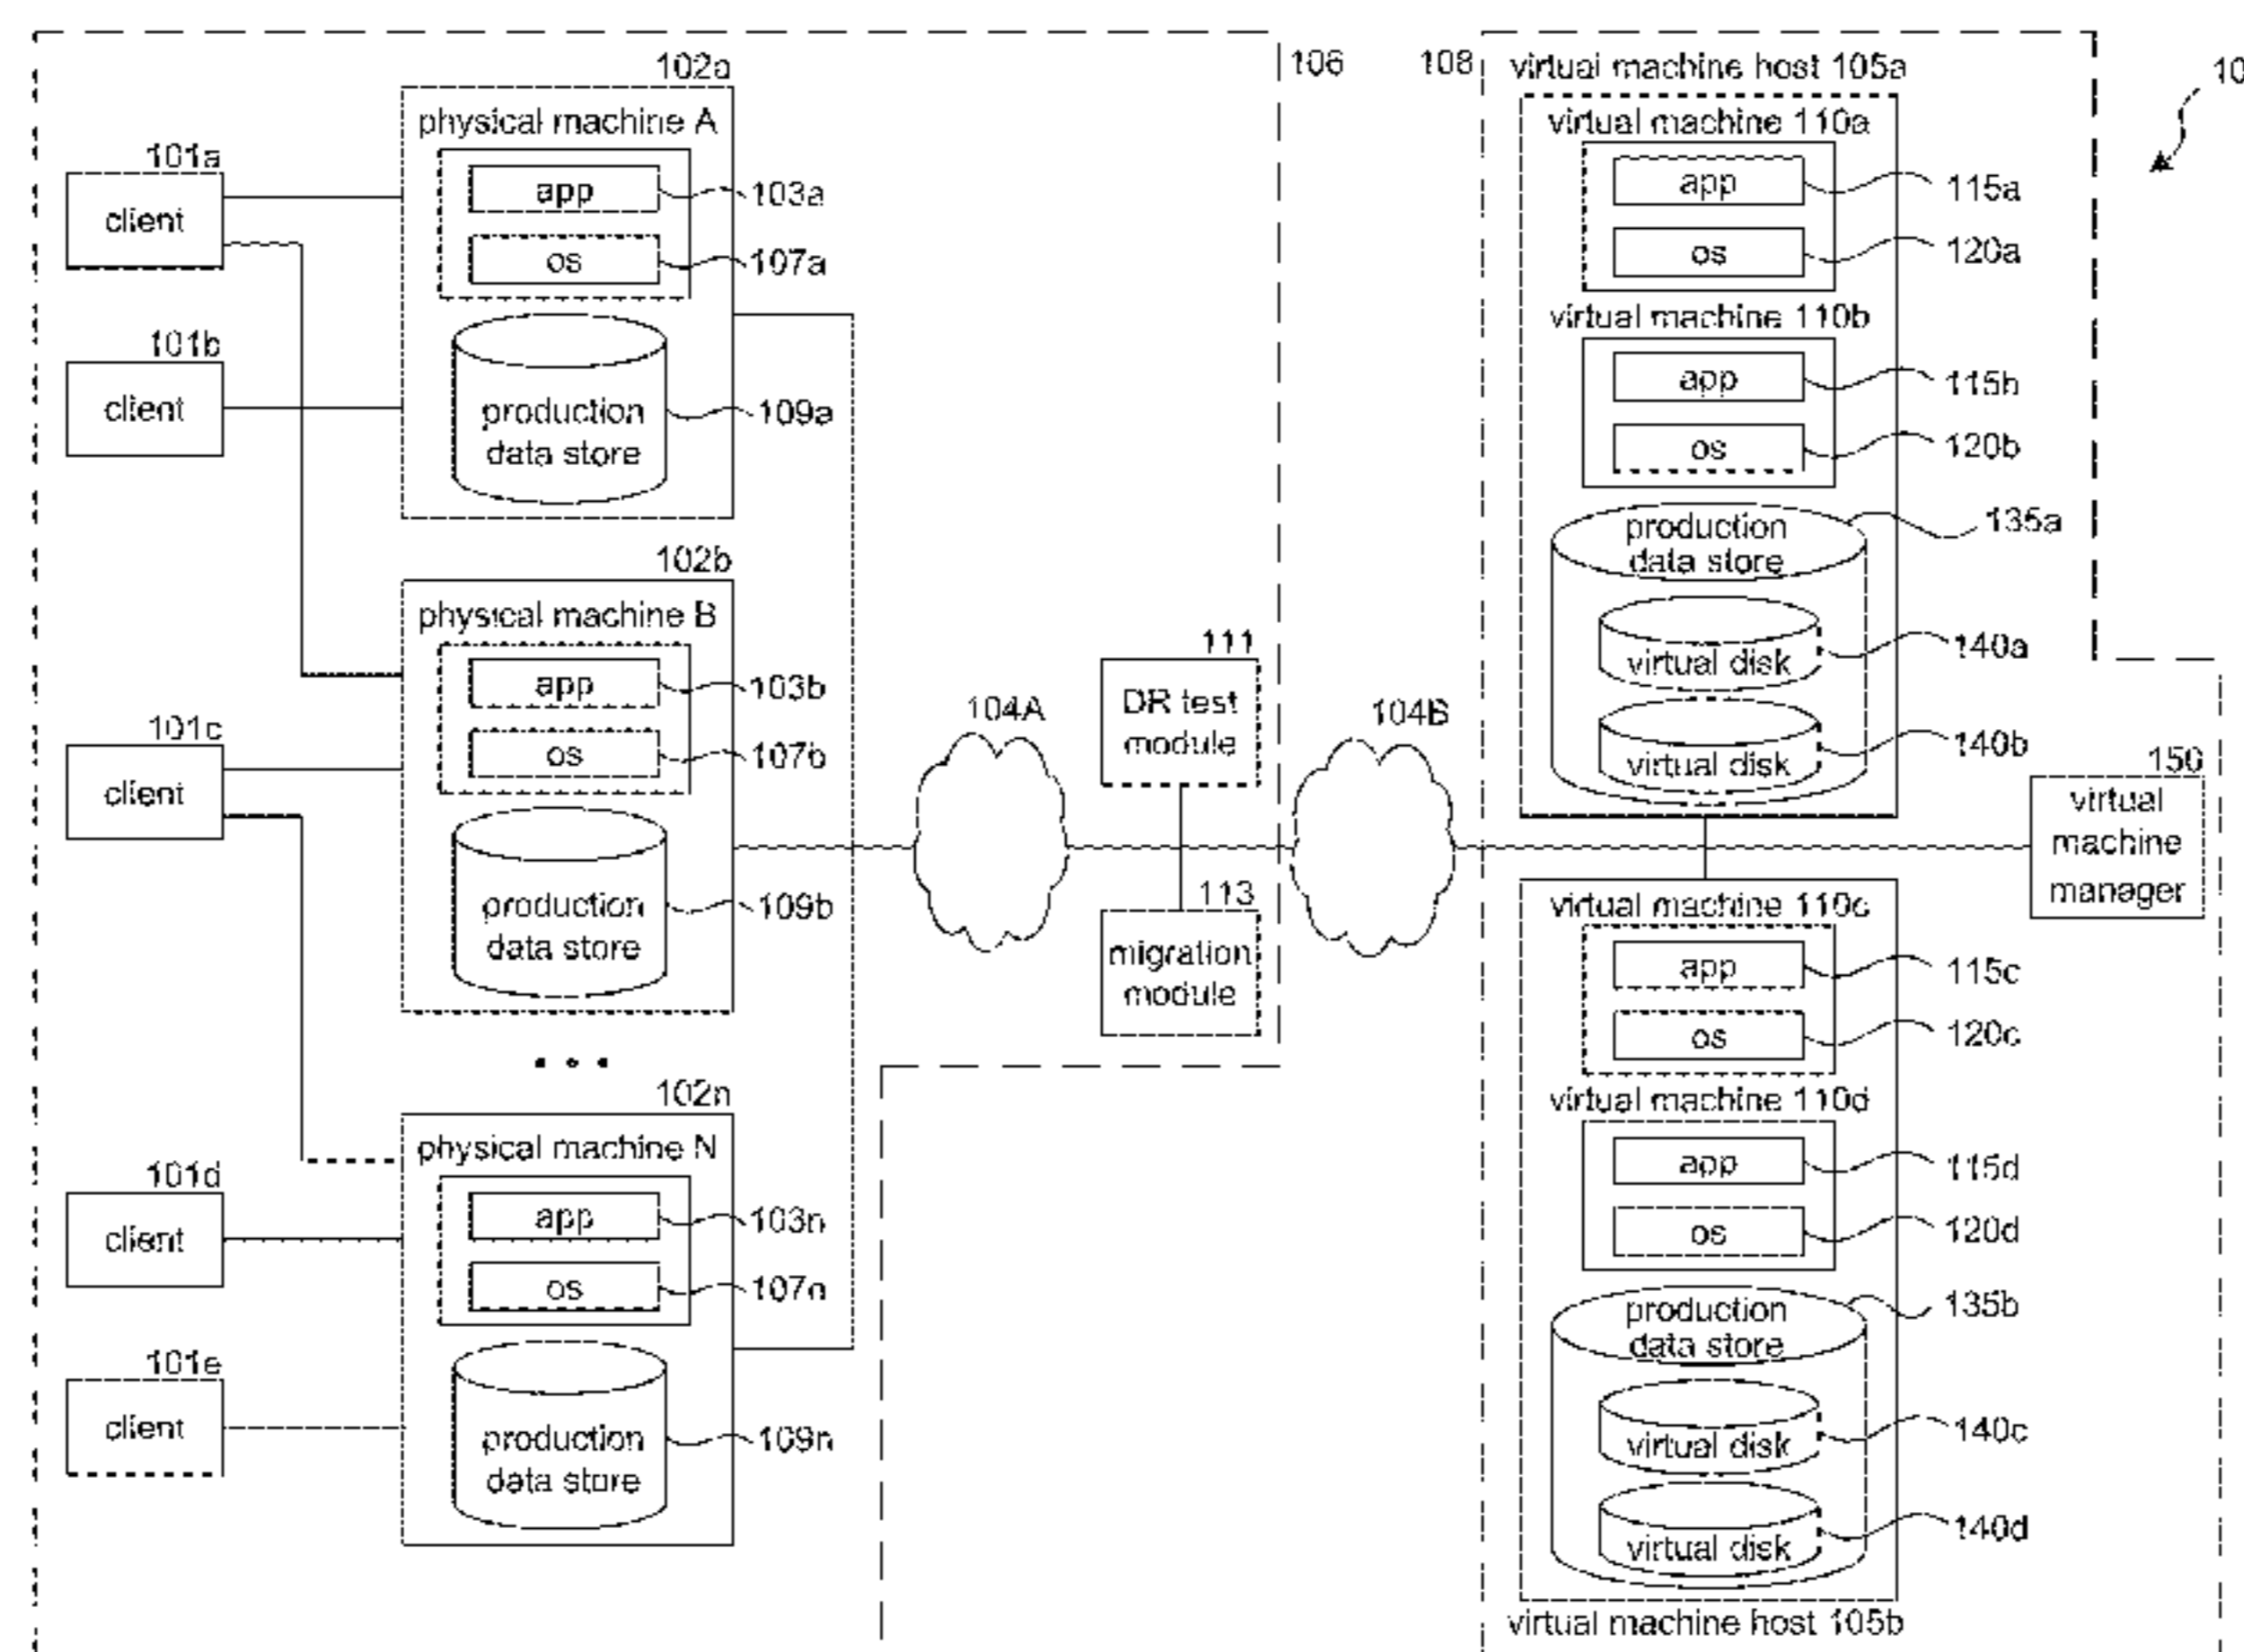 106
108
virtual machine host 105a
10
102a
physical machine A
app
103a
os
107a
production
data store
109a
101a
client
101b
client
102b
physical machine B
app
103b
os
107b
production
data store
109b
101c
client
• • •
102n
physical machine N
app
103n
os
107n
production
data store
109n
101d
client
101e
client
104A
111
DR test
module
113
migration
module
104B
virtual machine 110a
app
115a
os
120a
virtual machine 110b
app
115b
os
120b
production
data store
135a
virtual disk
140a
virtual disk
140b
150
virtual
machine
manager
virtual machine 110c
app
115c
os
120c
virtual machine 110d
app
115d
os
120d
production
data store
135b
virtual disk
140c
virtual disk
140d
virtual machine host 105b